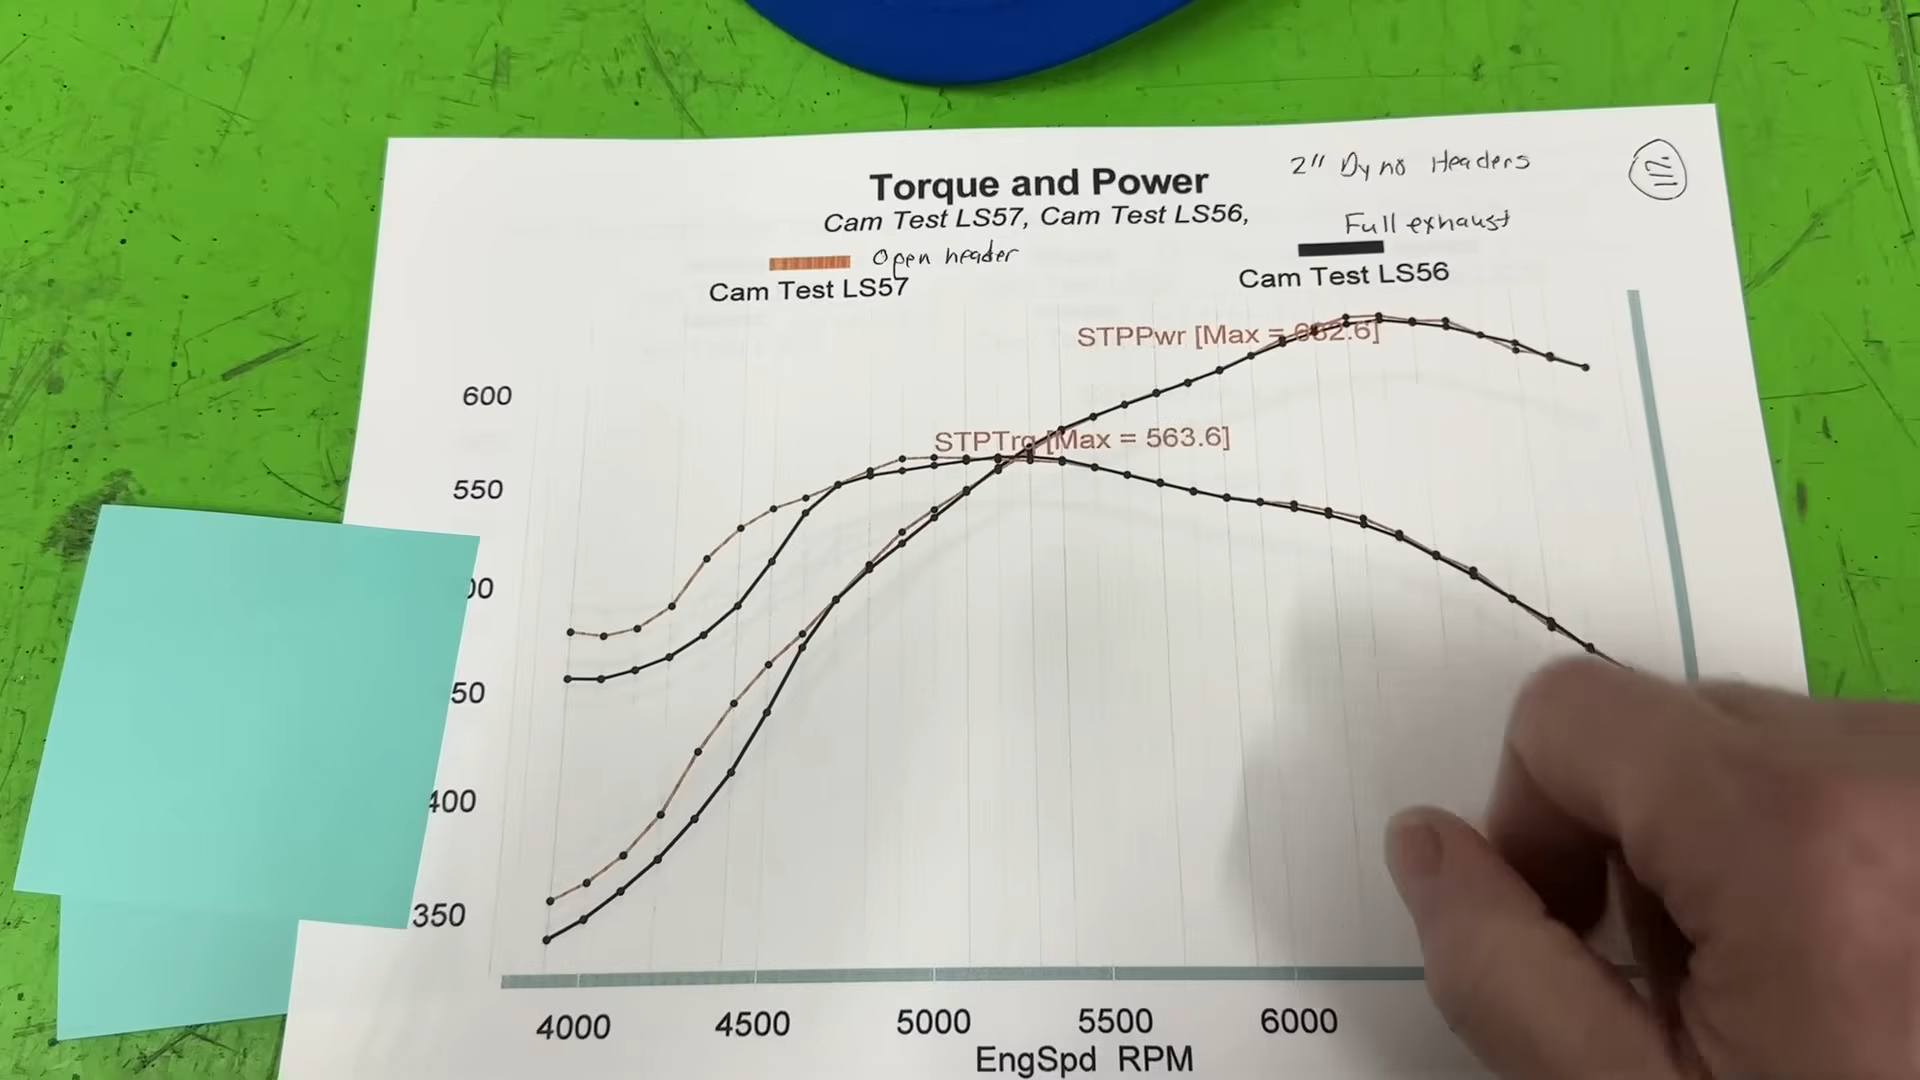 2" Dyno Headers
Torque and Power
Cam Test LS57, Cam Test LS56,
Open header
Full exhaust
Cam Test LS57
Cam Test LS56
STPPwr [Max = 632.6]
600
STPTrq [Max = 563.6]
550
00
50
400
350
4000 4500 5000 5500 6000
EngSpd RPM